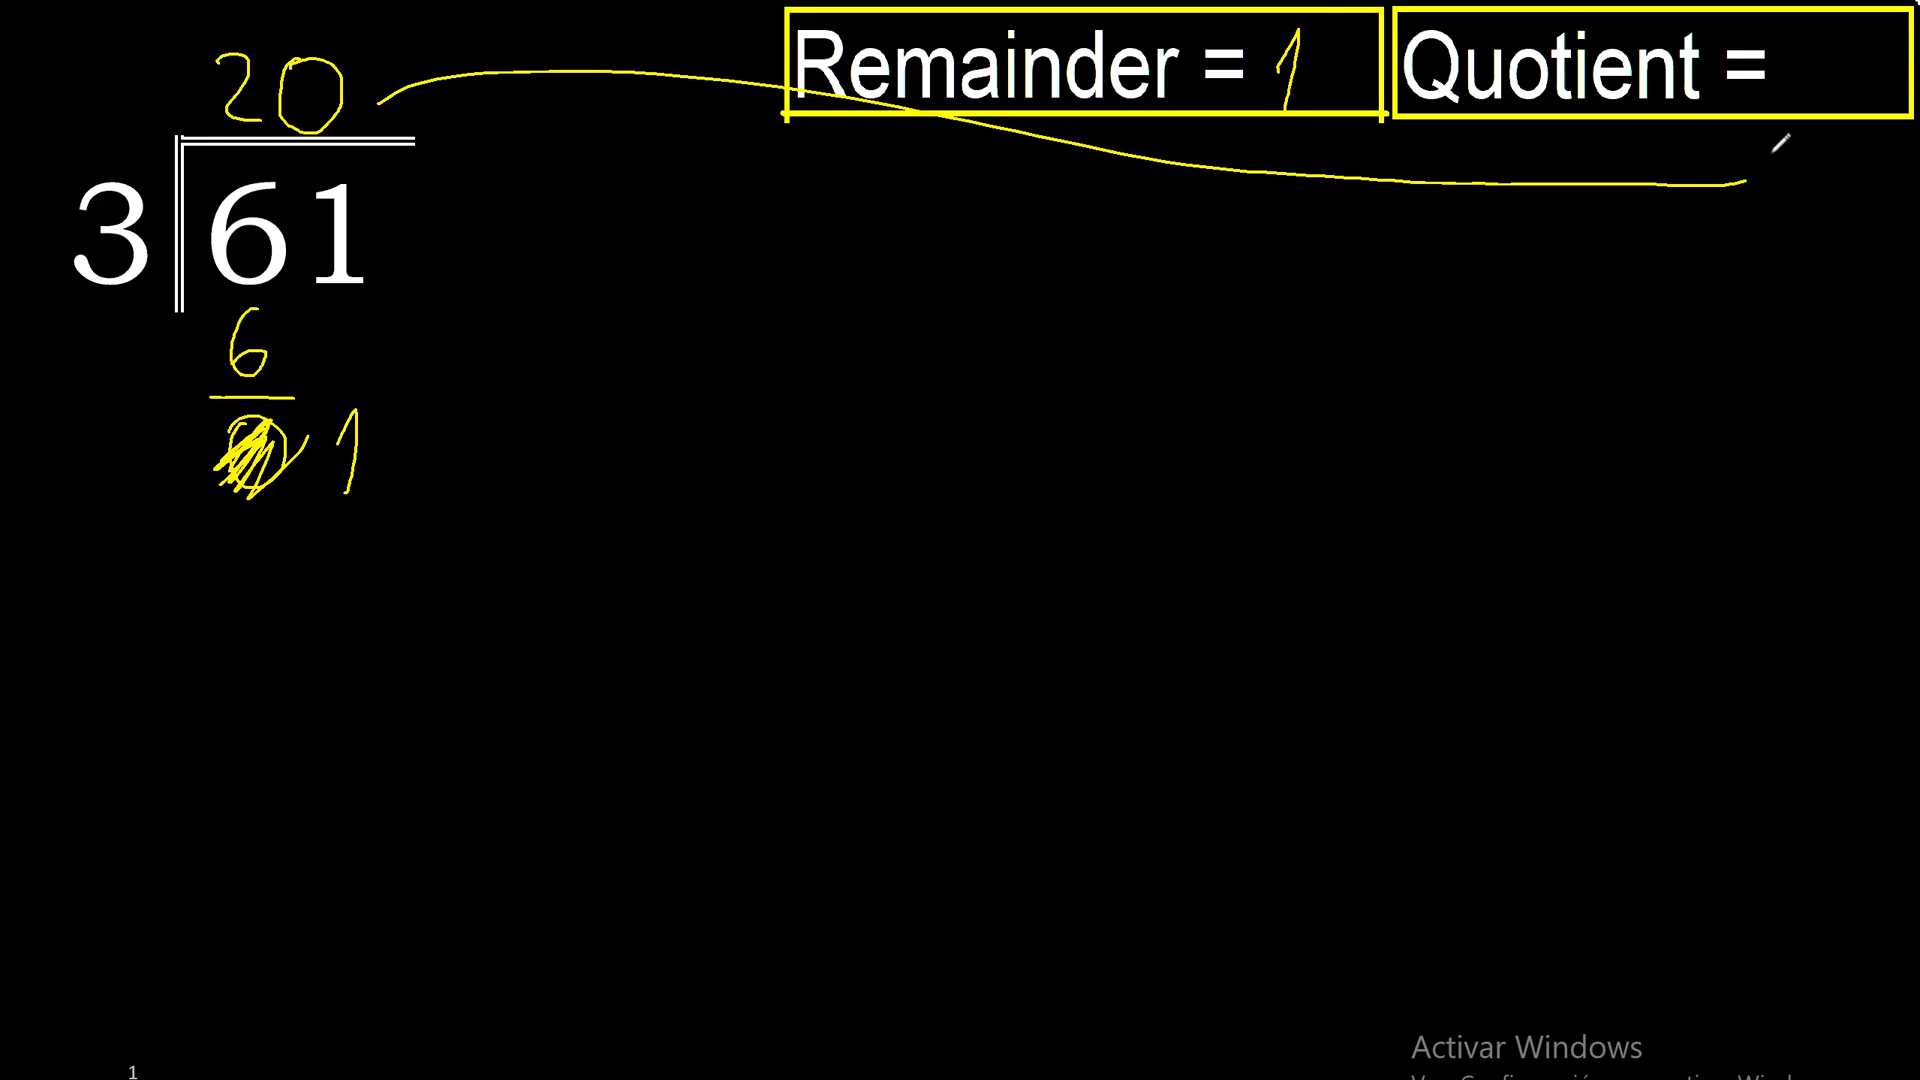 20
Remainder = 1
Quotient =
3 61
6
1
Activar Windows
1